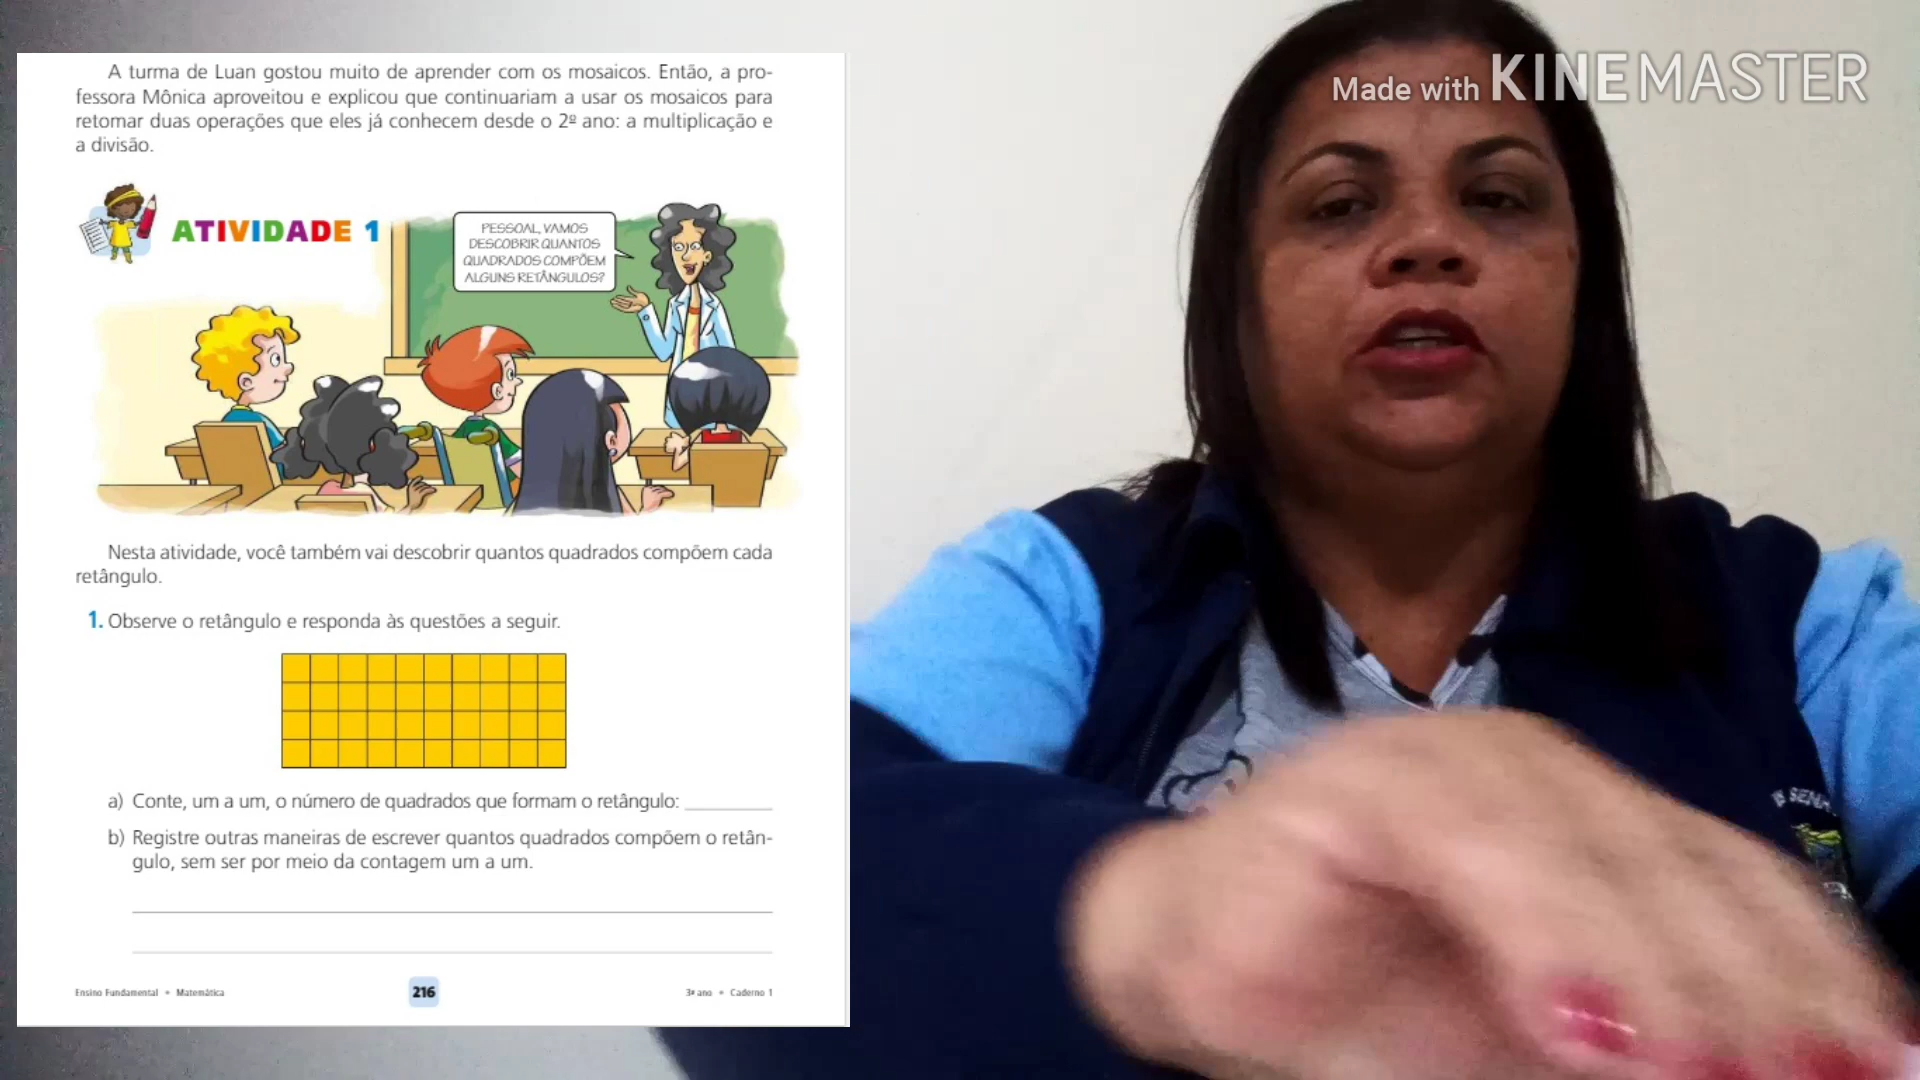 A turma de Luan gostou muito de aprender com os mosaicos. Então, a pro-
fessora Mônica aproveitou e explicou que continuariam a usar os mosaicos para
retomar duas operações que eles já conhecem desde o 2º ano: a multiplicação e
a divisão.
ATIVIDADE 1
PESSOAL, VAMOS
DESCOBRIR QUANTOS
QUADRADOS COMPÕEM
ALGUNS RETÂNGULOS?
Nesta atividade, você também vai descobrir quantos quadrados compõem cada
retângulo.
1. Observe o retângulo e responda às questões a seguir.
a) Conte, um a um, o número de quadrados que formam o retângulo:
b) Registre outras maneiras de escrever quantos quadrados compõem o retân-
gulo, sem ser por meio da contagem um a um.
Ensino Fundamental • Matemática
216
3º ano • Caderno 1
Made with KINEMASTER